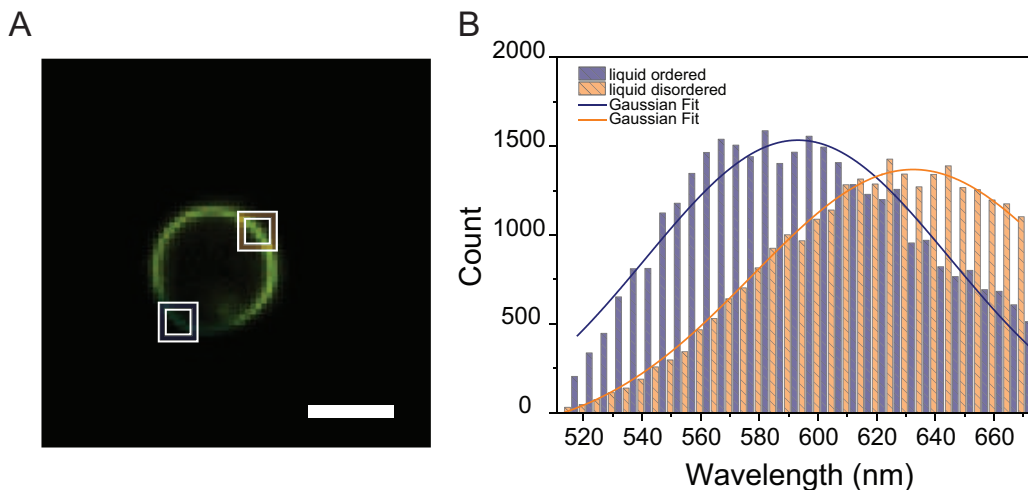 A
B
2000
1500
1000
500
0
Count
liquid ordered
liquid disordered
Gaussian Fit
Gaussian Fit
520 540 560 580 600 620 640 660
Wavelength (nm)